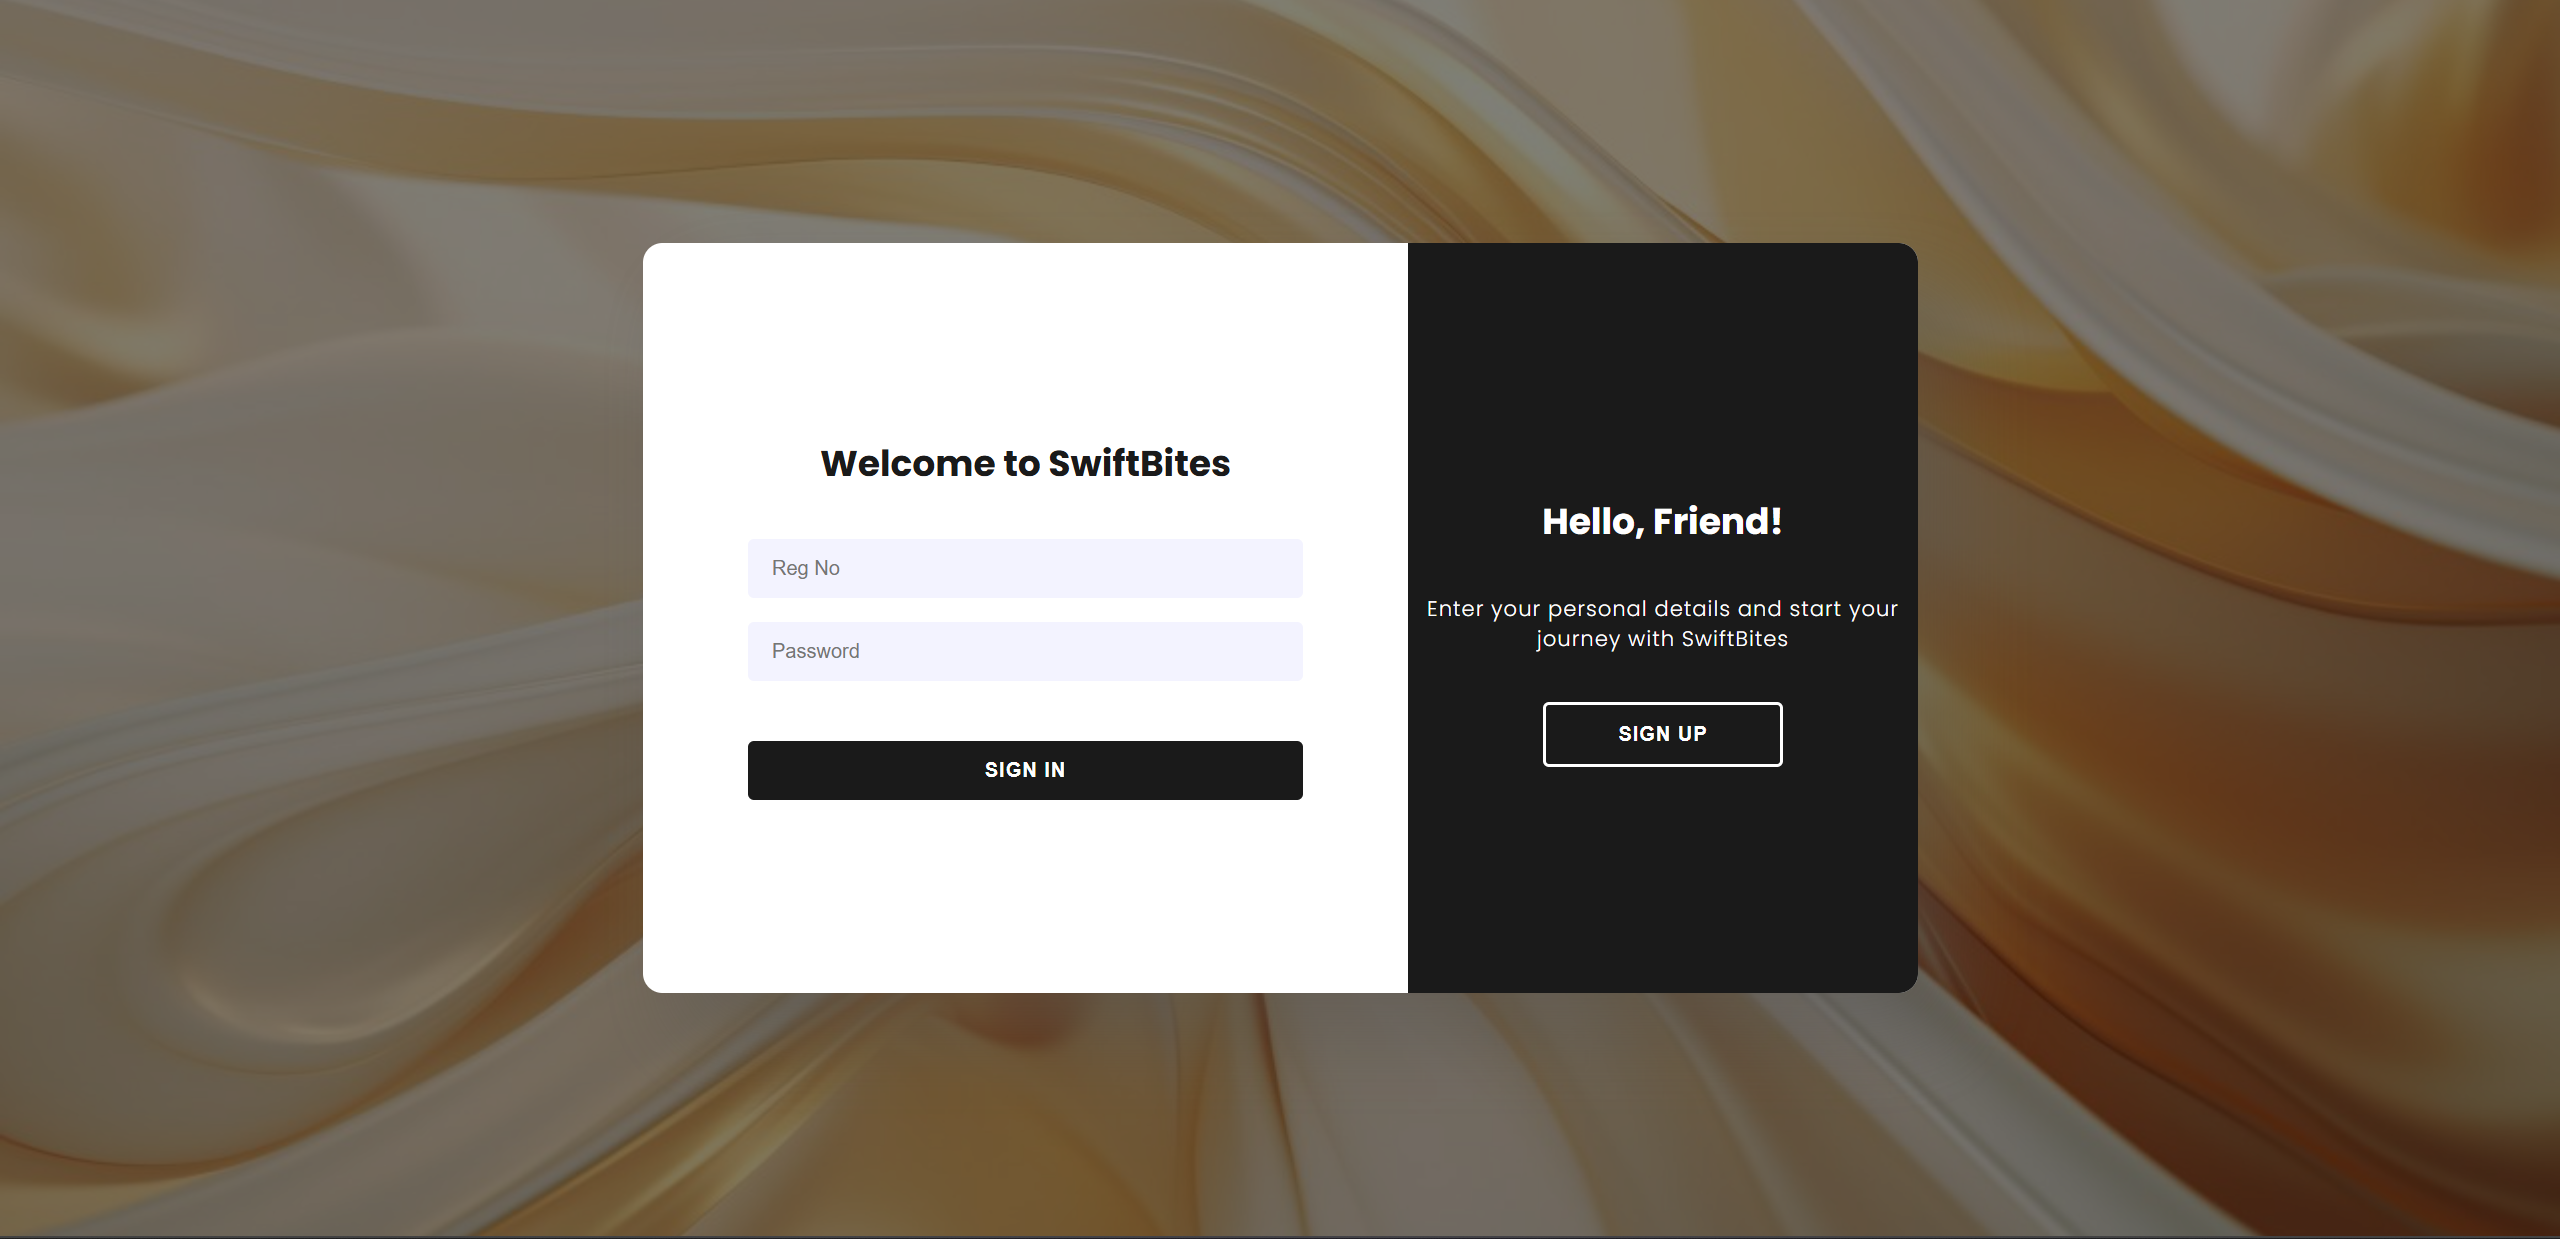 Welcome to SwiftBites
Reg No
Password
SIGN IN
Hello, Friend!
Enter your personal details and start your
journey with SwiftBites
SIGN UP